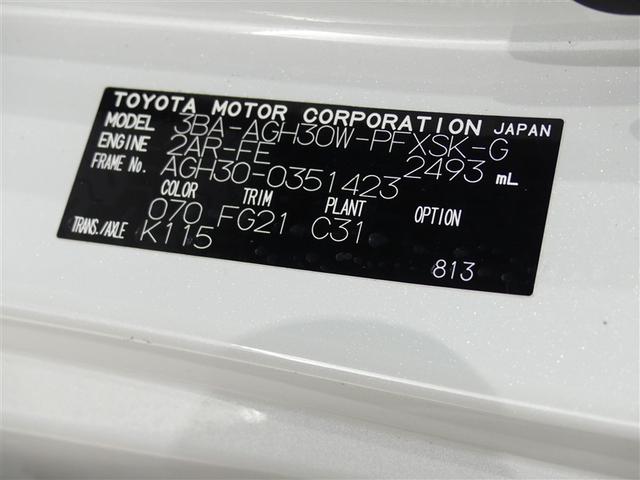 TOYOTA MOTOR CORPORATION JAPAN
MODEL 3BA-AGH30W-PFXSK-G
ENGINE 2AR-FE 2493 mL
FRAME No. AGH30-0351423
COLOR TRIM PLANT OPTION
070 FG21 C31
TRANS./AXLE K115 813